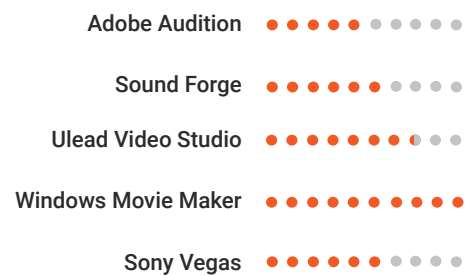 Adobe Audition
Sound Forge
Ulead Video Studio
Windows Movie Maker
Sony Vegas